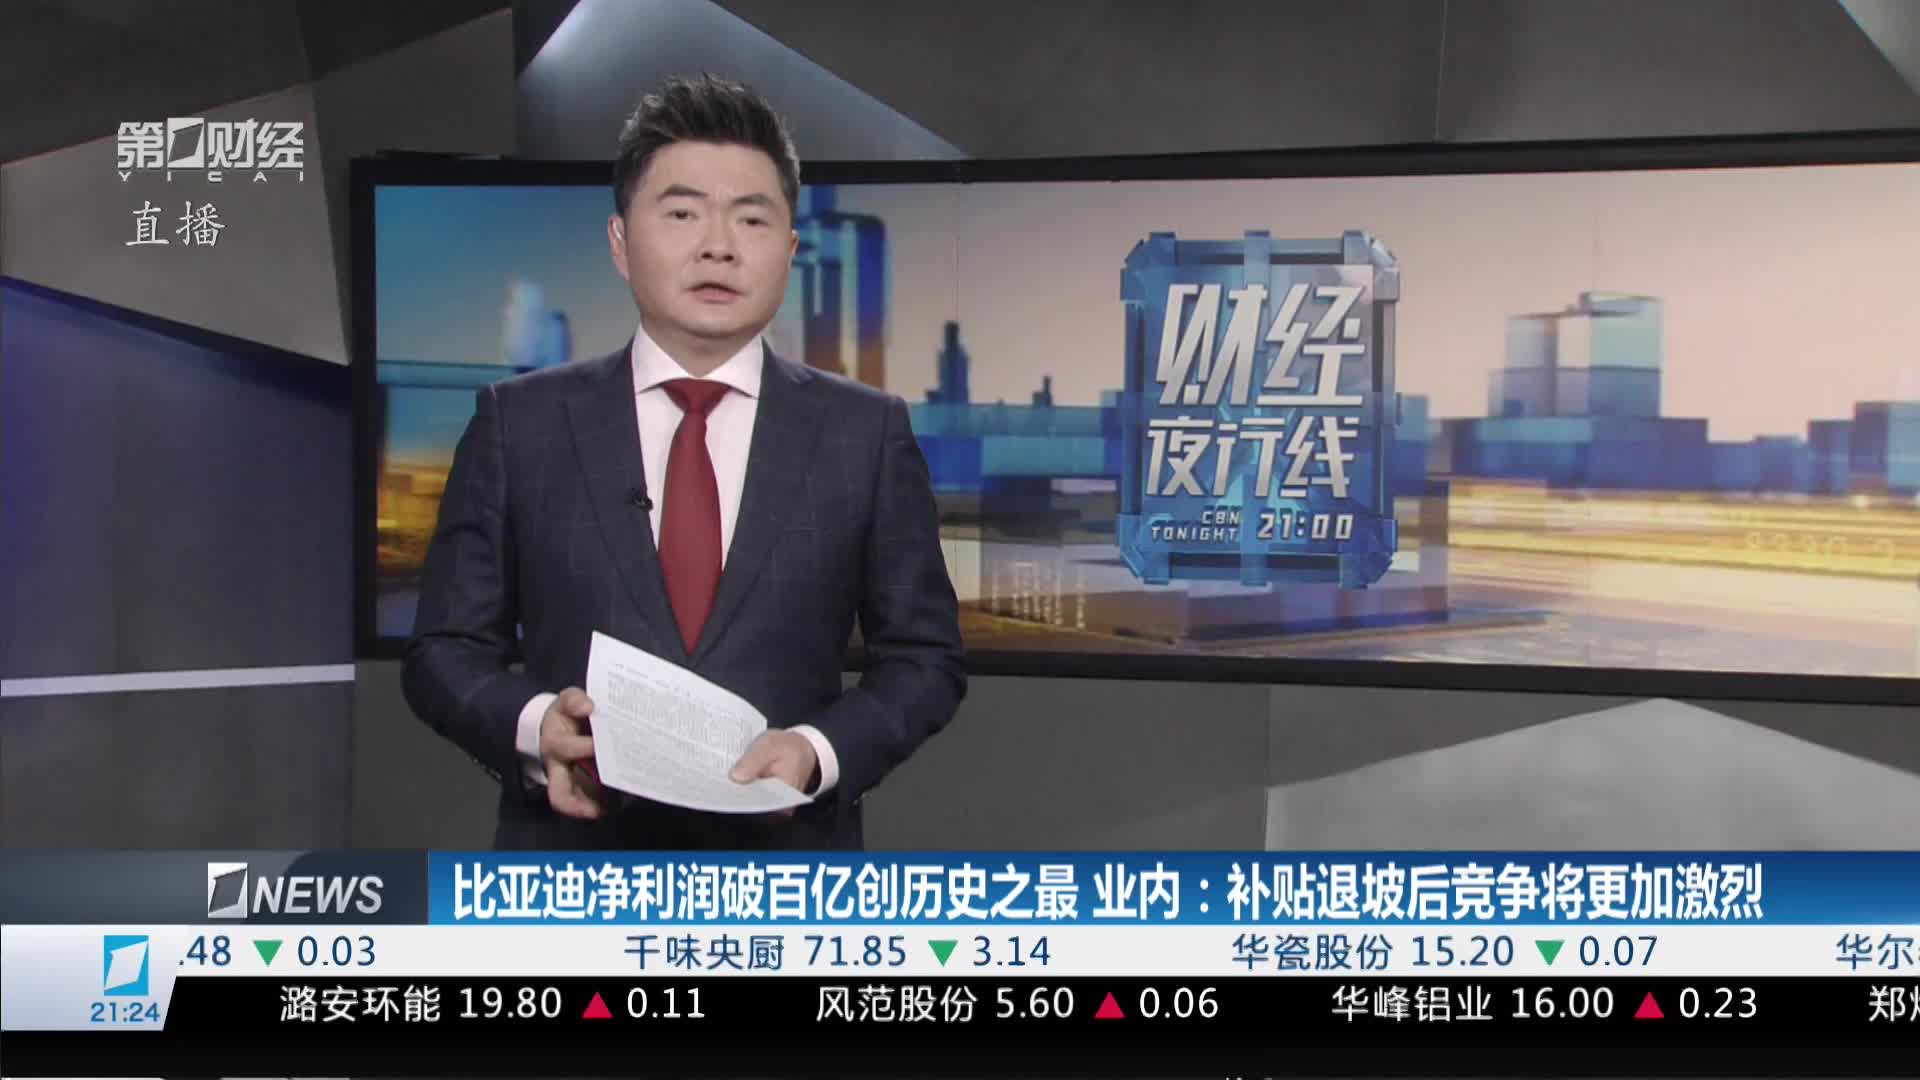 第一财经
YICAI
直播
财经
夜行线
CBN
TONIGHT 21:00
NEWS
比亚迪净利润破百亿创历史之最 业内：补贴退坡后竞争将更加激烈
.48 ▼ 0.03 千味央厨 71.85 ▼ 3.14 华瓷股份 15.20 ▼ 0.07 华尔
21:24
潞安环能 19.80 ▲ 0.11 风范股份 5.60 ▲ 0.06 华峰铝业 16.00 ▲ 0.23 郑